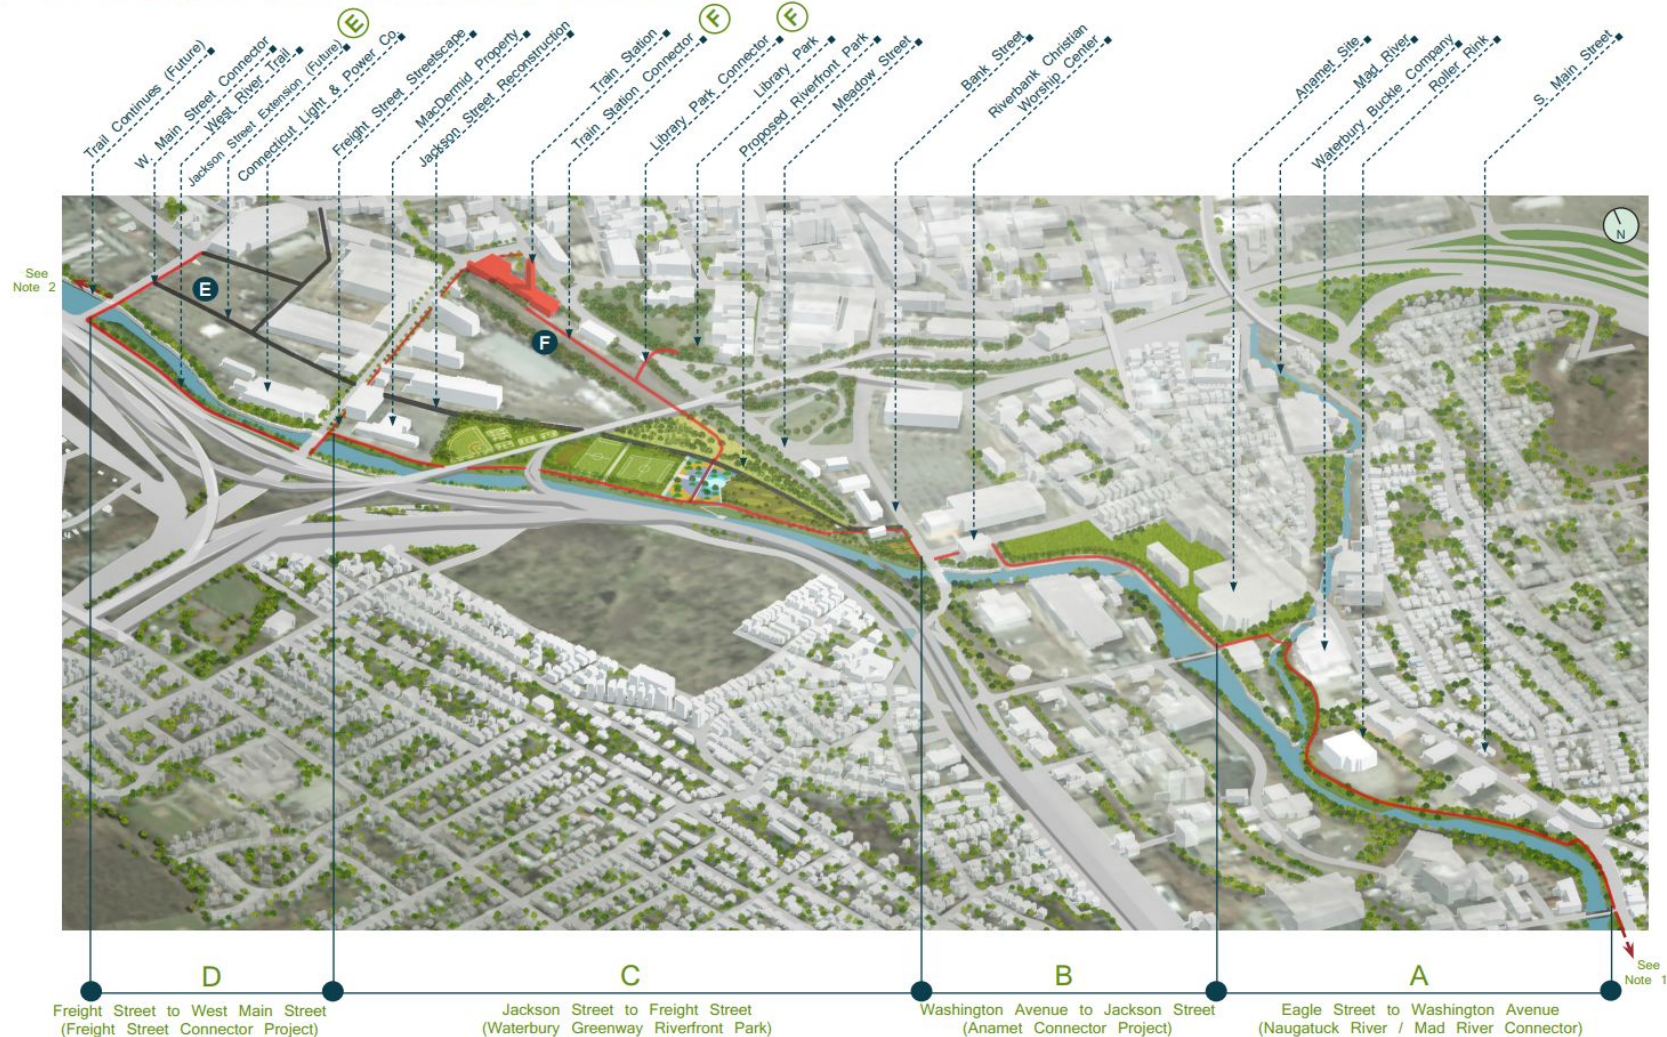 E
F
F
Trail Continues (Future)
W. Main Street Connector
West River Trail
Jackson Street Extension (Future)
Connecticut Light & Power Co.
Freight Street Streetscape
MacDermid Property
Jackson Street Reconstruction
Train Station
Train Station Connector
Library Park Connector
Library Park
Proposed Riverfront Park
Meadow Street
Bank Street
Riverbank Christian
Worship Center
Anamet Site
Mad River
Waterbury Buckle Company
Roller Rink
S. Main Street
N
See
Note 2
E
F
See
Note 1
D
Freight Street to West Main Street
(Freight Street Connector Project)
C
Jackson Street to Freight Street
(Waterbury Greenway Riverfront Park)
B
Washington Avenue to Jackson Street
(Anamet Connector Project)
A
Eagle Street to Washington Avenue
(Naugatuck River / Mad River Connector)